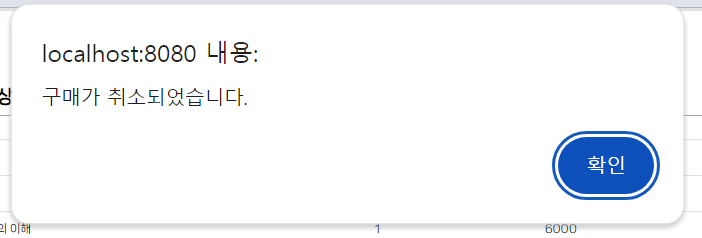 localhost:8080 내용:
구매가 취소되었습니다.
상
확인
의 이해 1 6000